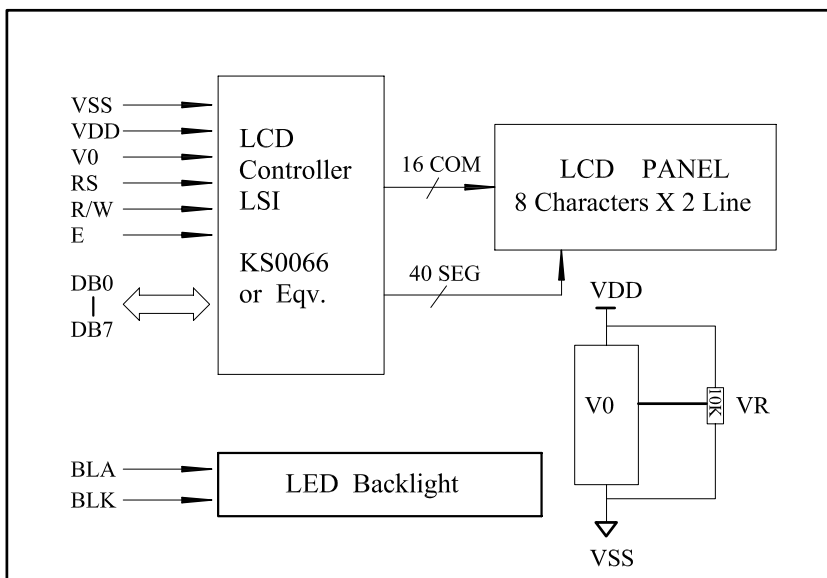 VSS
VDD
V0
RS
R/W
E
DB0
DB7
LCD
Controller
LSI
KS0066
or Eqv.
16 COM
40 SEG
LCD PANEL
8 Characters X 2 Line
VDD
V0
10K
VR
VSS
BLA
BLK
LED Backlight